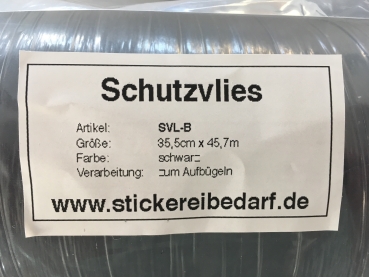 Schutzvlies
Artikel: SVL-B
Größe: 35,5cm x 45,7m
Farbe: schwarz
Verarbeitung: zum Aufbügeln
www.stickereibedarf.de